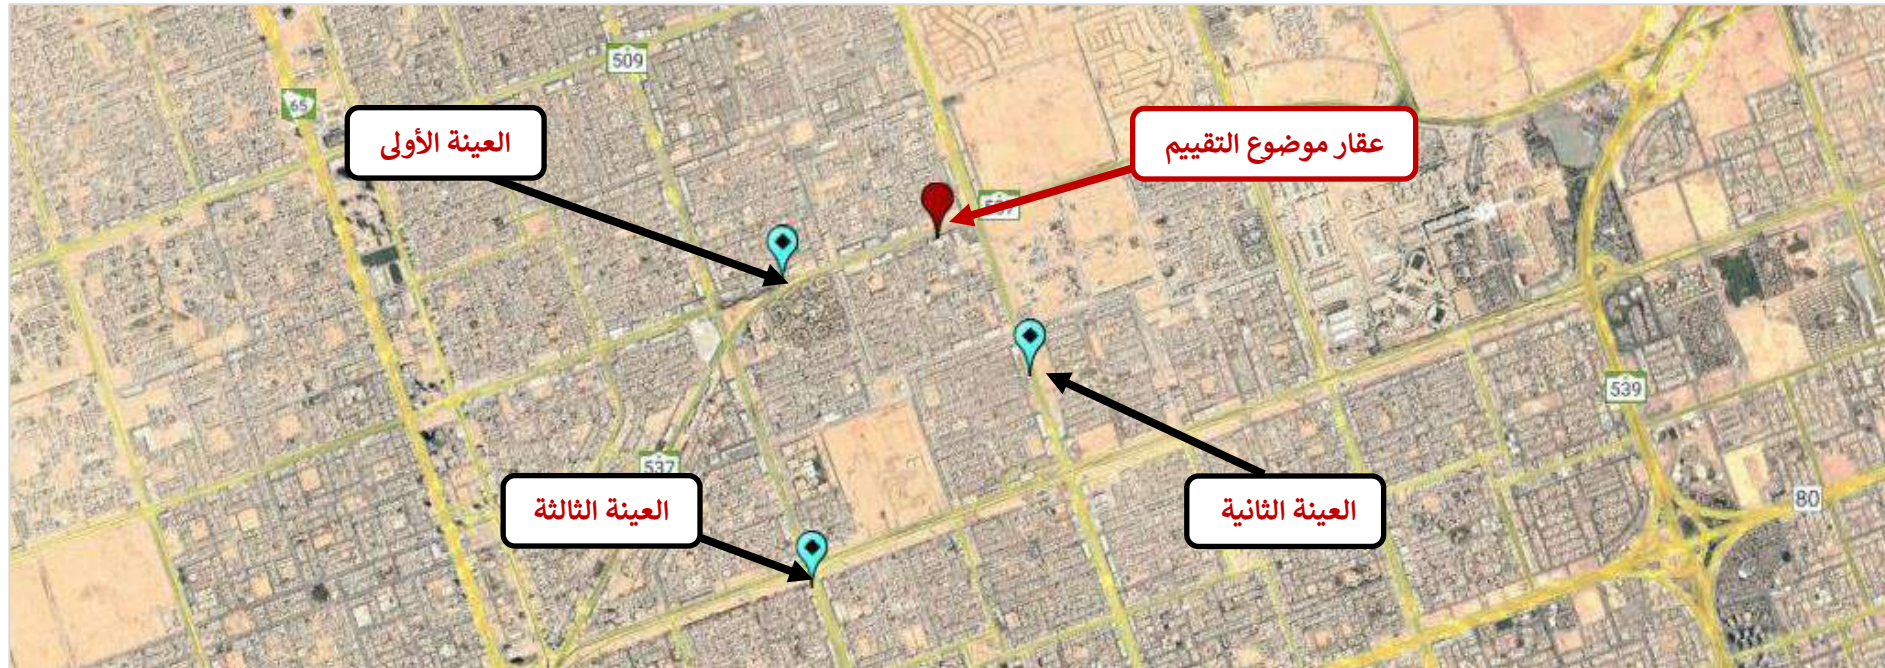 509
65
العينة الأولى
عقار موضوع التقييم
539
537
العينة الثالثة
العينة الثانية
80